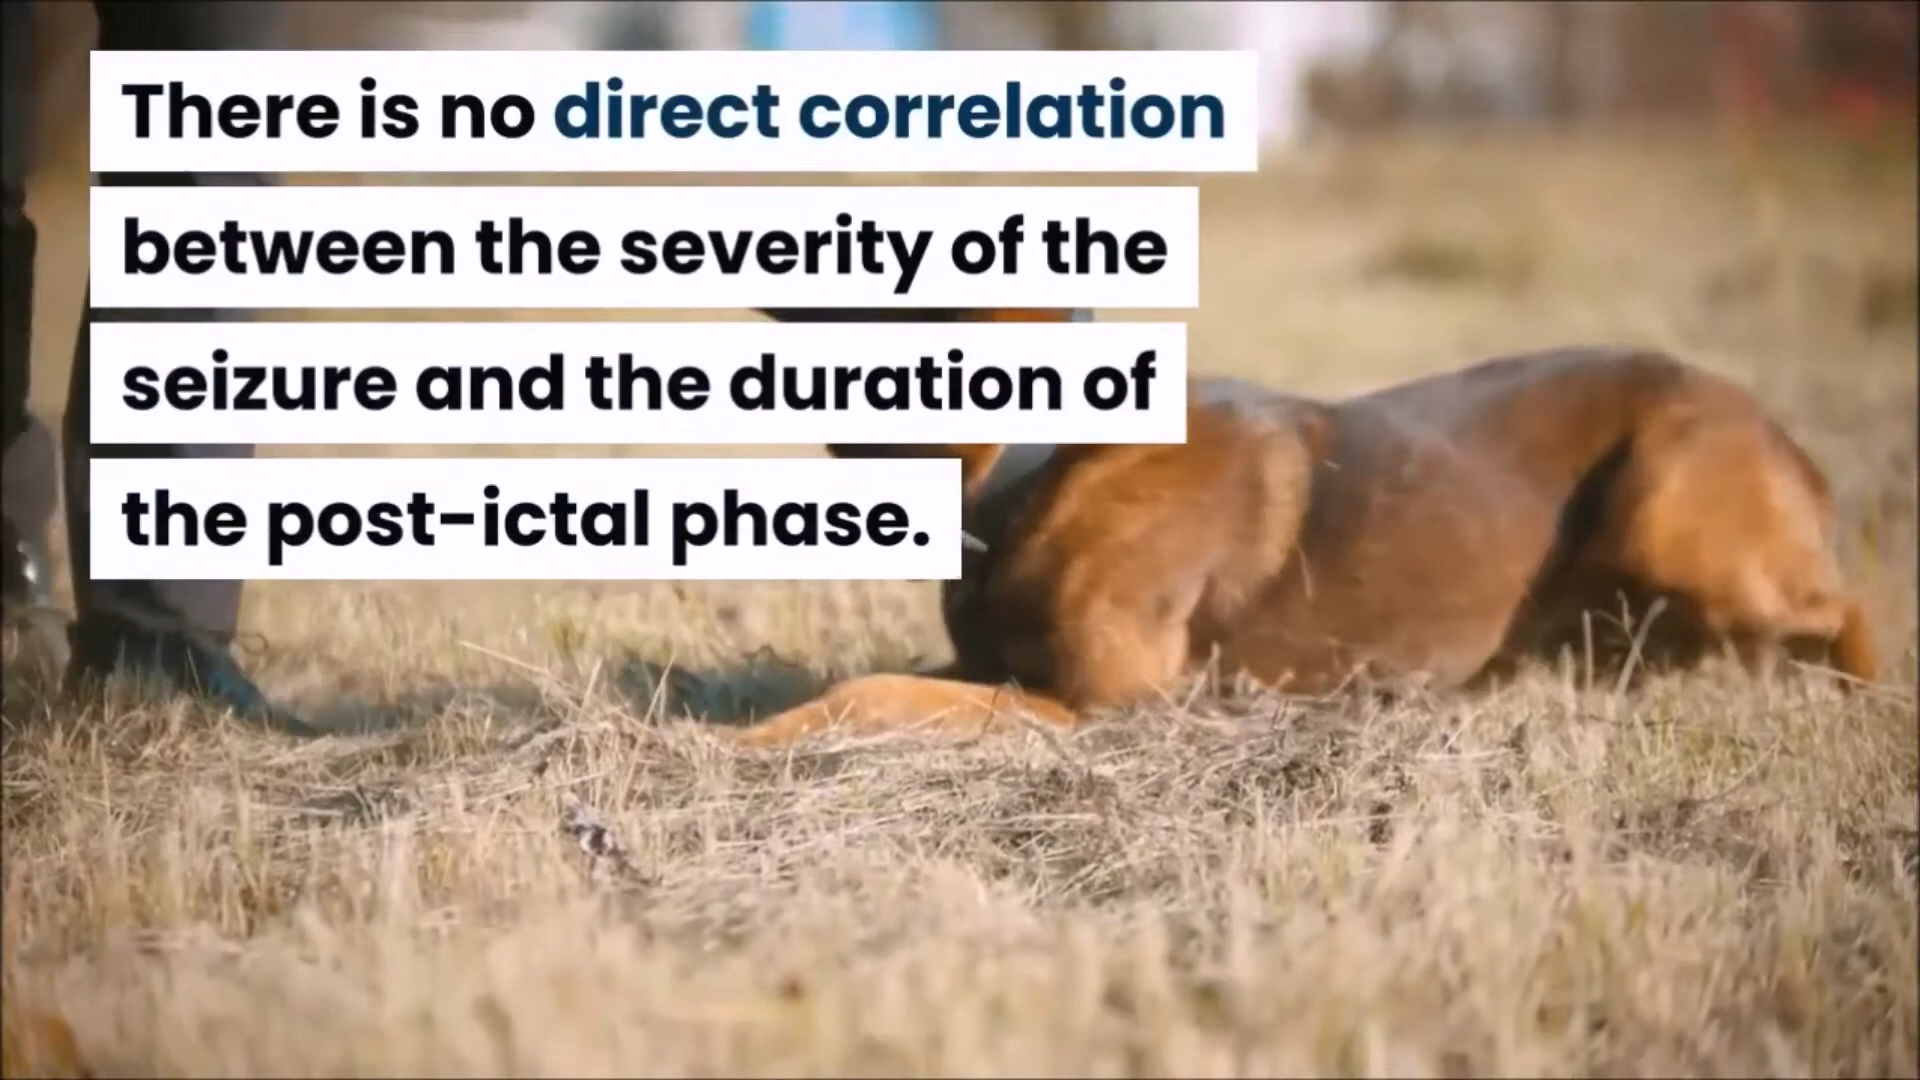 There is no direct correlation
between the severity of the
seizure and the duration of
the post-ictal phase.